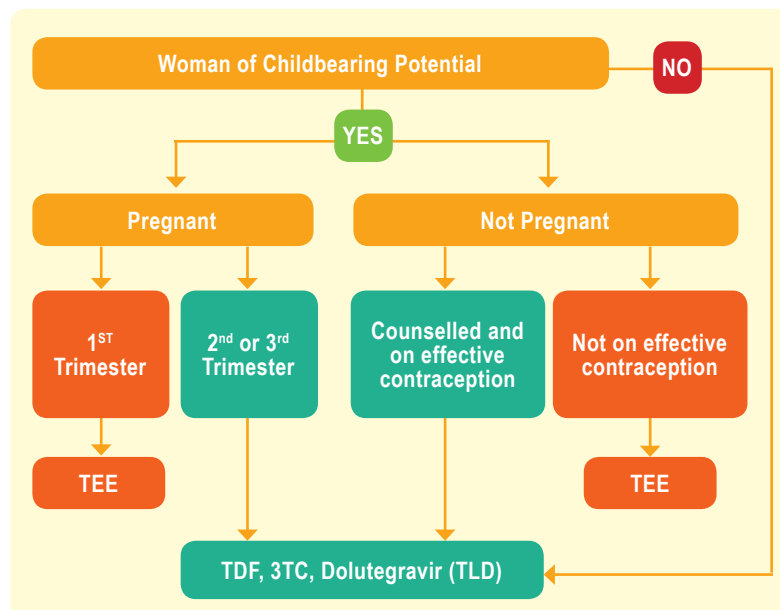 Woman of Childbearing Potential
NO
YES
Pregnant
Not Pregnant
1ST
Trimester
2nd or 3rd
Trimester
Counselled and
on effective
contraception
Not on effective
contraception
TEE
TEE
TDF, 3TC, Dolutegravir (TLD)